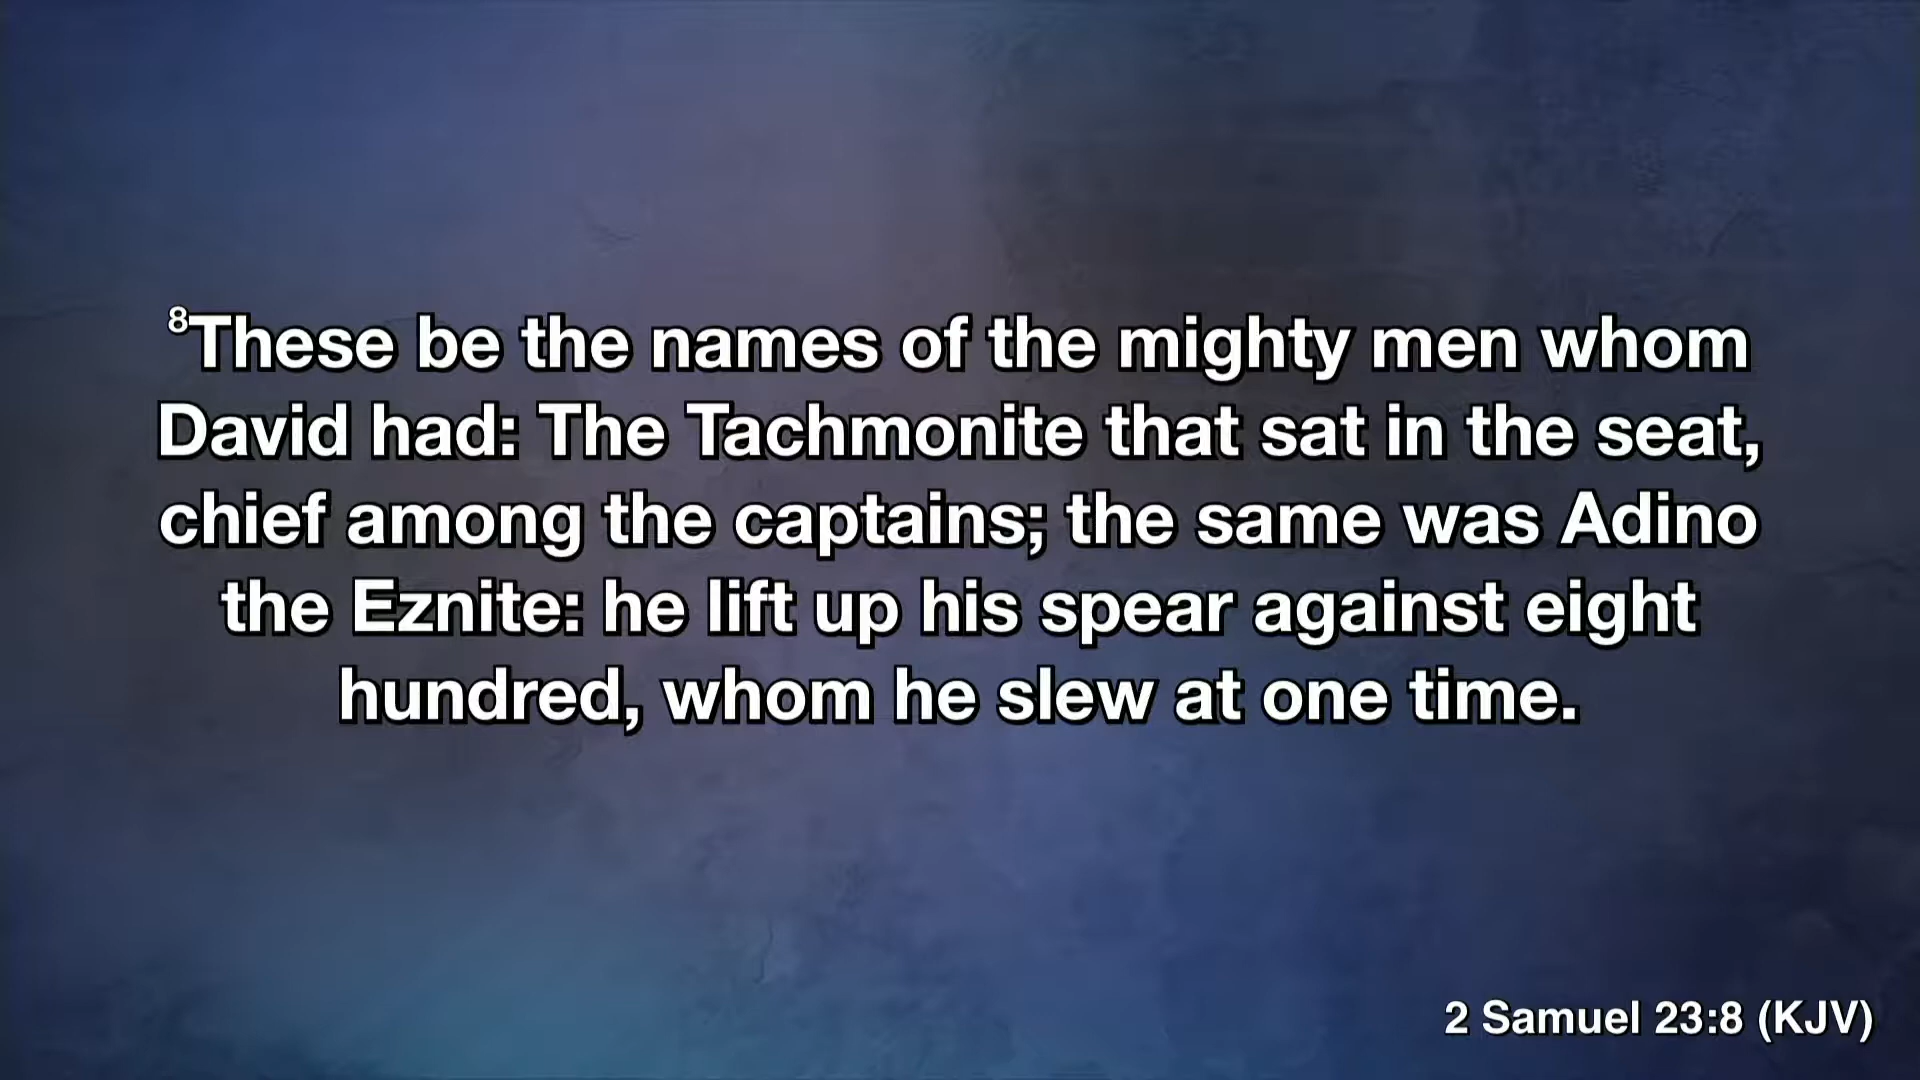 8These be the names of the mighty men whom
David had: The Tachmonite that sat in the seat,
chief among the captains; the same was Adino
the Eznite: he lift up his spear against eight
hundred, whom he slew at one time.
2 Samuel 23:8 (KJV)